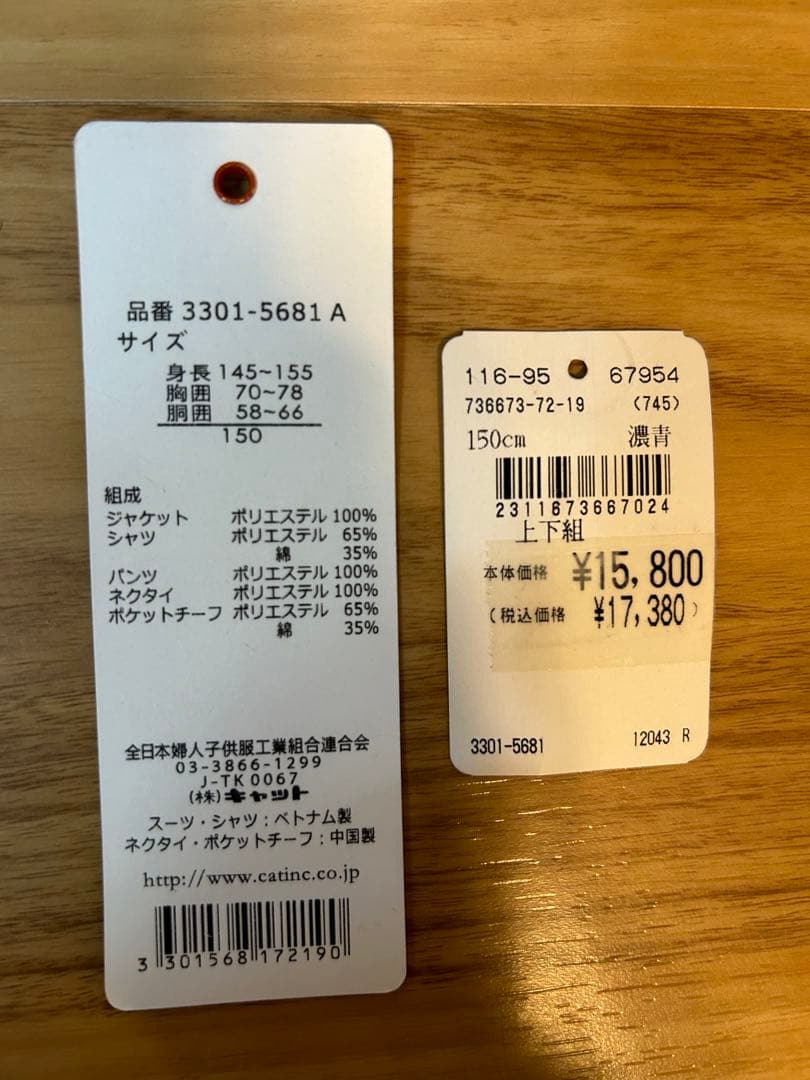 品番 3301-5681 A
サイズ
身長 145~155
胸囲 70~78
胴囲 58~66
150
組成
ジャケット ポリエステル 100%
シャツ ポリエステル 65%
綿 35%
パンツ ポリエステル 100%
ネクタイ ポリエステル 100%
ポケットチーフ ポリエステル 65%
綿 35%
全日本婦人子供服工業組合連合会
03-3866-1299
J-TK 0067
(株)キャット
スーツ・シャツ：ベトナム製
ネクタイ・ポケットチーフ：中国製
http://www.catinc.co.jp
3 301568 172190
116-95 67954
736673-72-19 (745)
150cm 濃青
2311673667024
上下組
本体価格 ¥15,800
(税込価格 ¥17,380)
3301-5681 12043 R